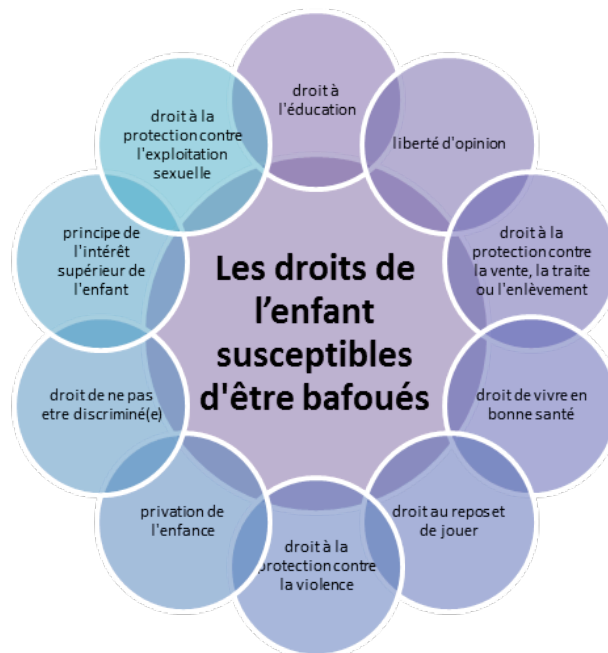 Les droits de
l'enfant
susceptibles
d'être bafoués
droit à
l'éducation
liberté d'opinion
droit à la
protection contre
la vente, la traite
ou l'enlèvement
droit de vivre en
bonne santé
droit au repos et
de jouer
droit à la
protection contre
la violence
privation de
l'enfance
droit de ne pas
etre discriminé(e)
principe de
l'intérêt
supérieur de
l'enfant
droit à la
protection contre
l'exploitation
sexuelle